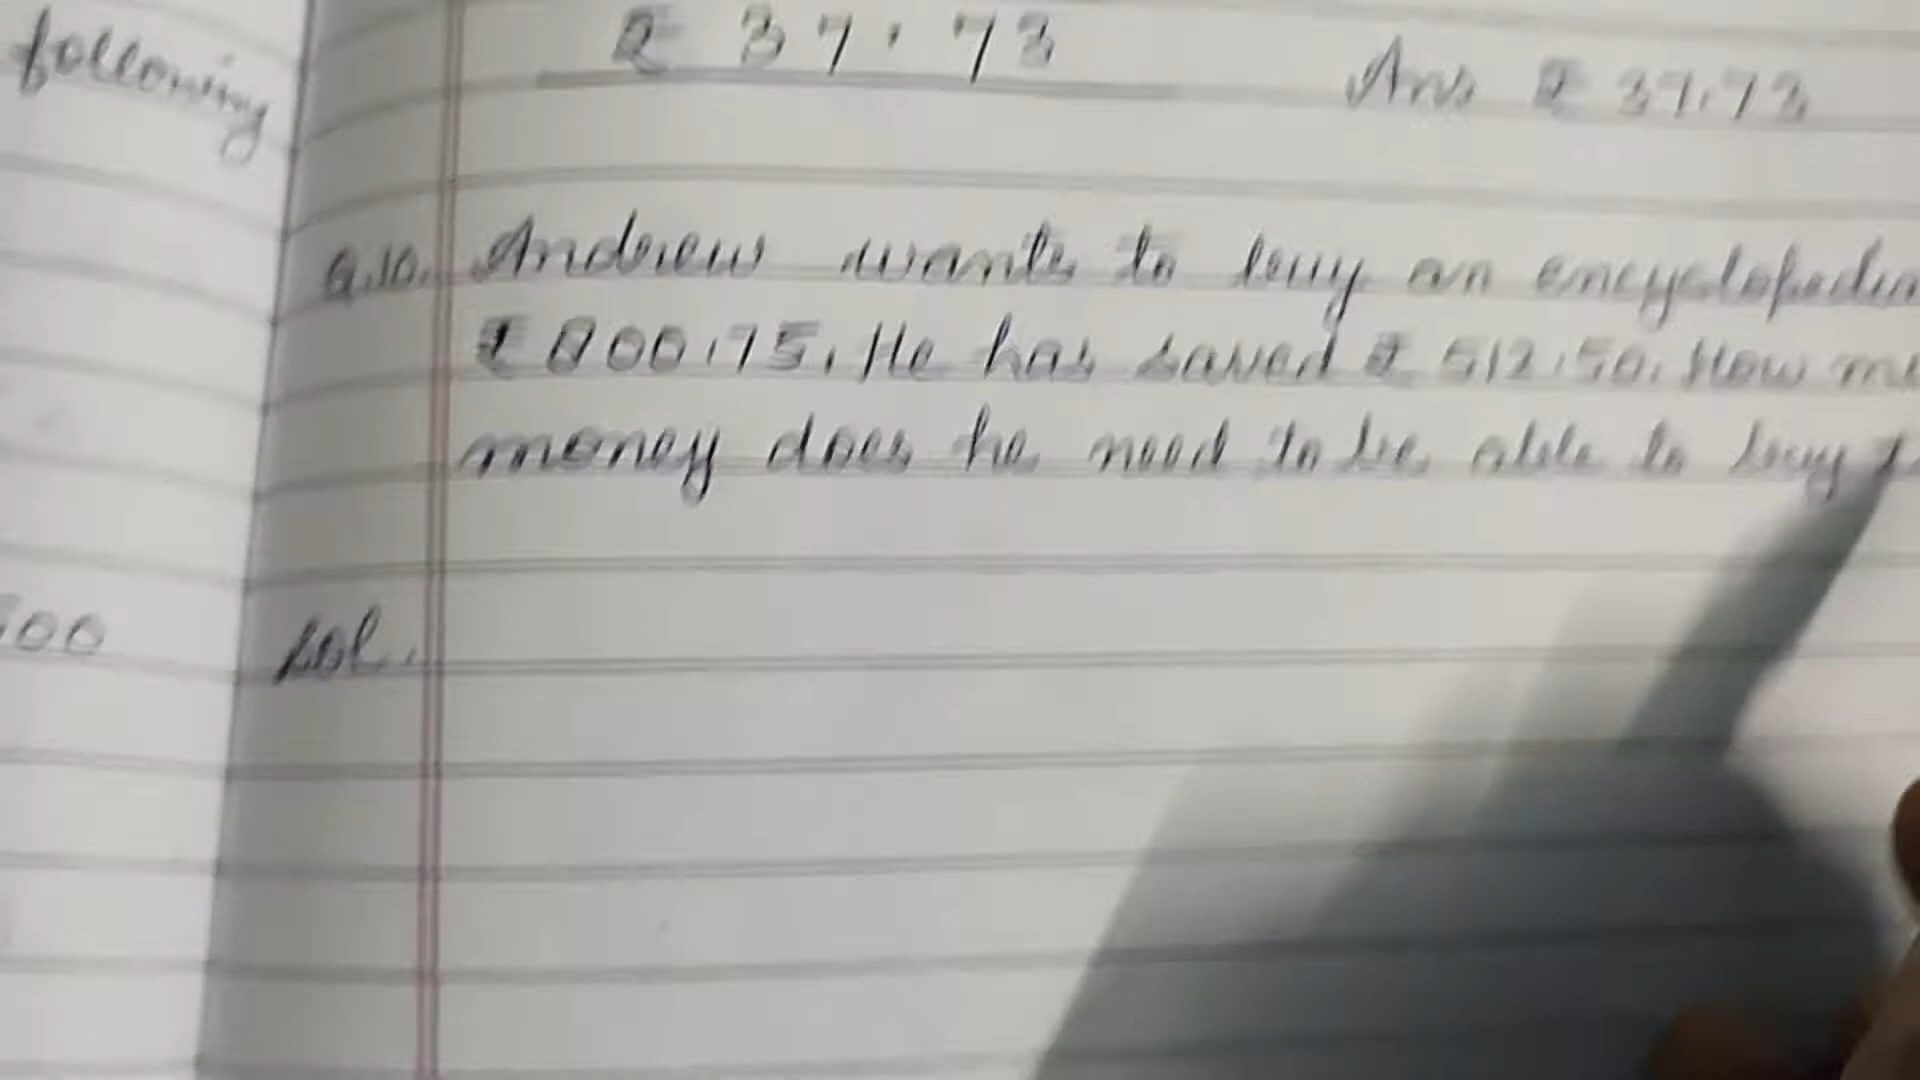 following
500
₹ 37.73
Ans ₹ 37.73
Q.10. Andrew wants to buy an encyclopedia
₹ 800.75. He has saved ₹ 512.50. How
money does he need to be able to buy
Sol.